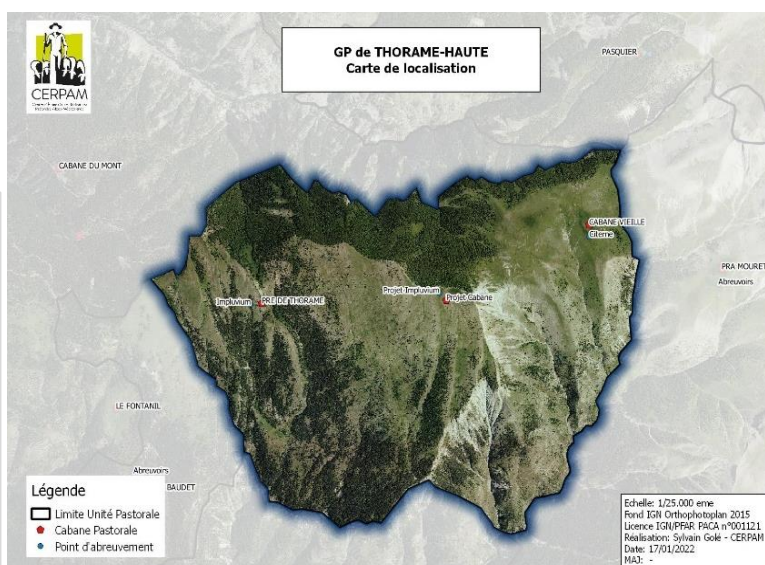 GP de THORAME-HAUTE
Carte de localisation
CERPAM
PASQUIER
CABANE DU MONT
CABANE VIEILLE
Citerne
PRA MOURET
Abreuvoirs
Projet-Impluvium
Projet Cabane
Impluvium
PRE DE THORAME
LE FONTANIL
Abreuvoirs
BAUDET
Légende
Limite Unité Pastorale
Cabane Pastorale
Point d'abreuvement
Echelle: 1/25.000 eme
Fond IGN Orthophotoplan 2015
Licence IGN/PFAR PACA n°001121
Réalisation: Sylvain Golé - CERPAM
Date: 17/01/2022
MAJ: -